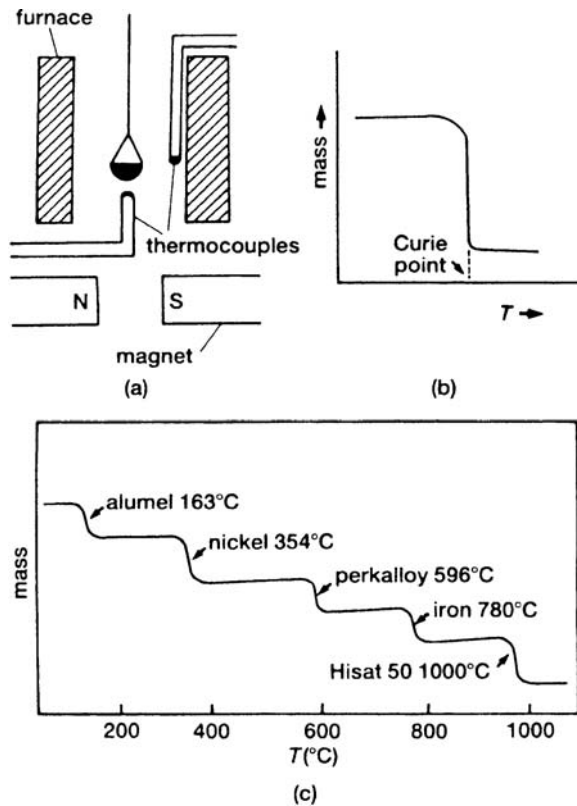 furnace
thermocouples
N
S
magnet
(a)
mass
Curie
point
T
(b)
mass
alumel 163°C
nickel 354°C
perkalloy 596°C
iron 780°C
Hisat 50 1000°C
200 400 600 800 1000
T(°C)
(c)